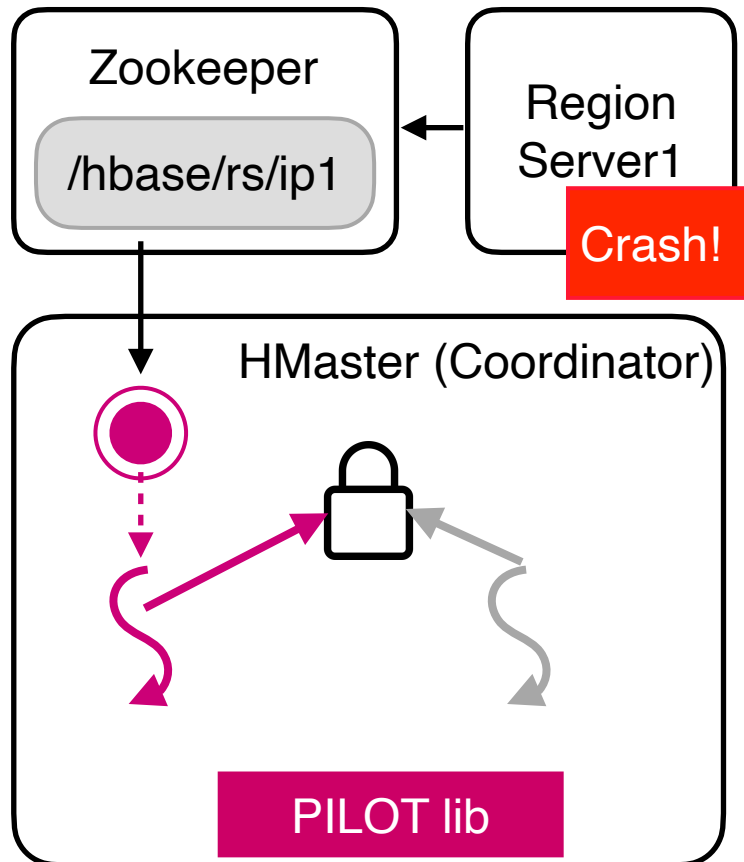 Zookeeper
/hbase/rs/ip1
Region
Server1
Crash!
HMaster (Coordinator)
PILOT lib